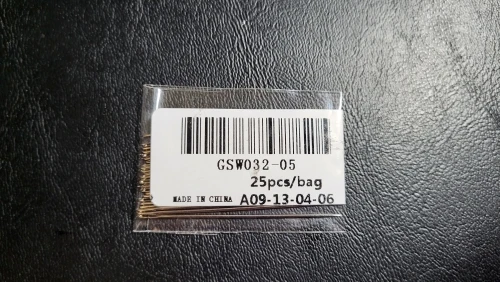 GSW032-05
25pcs/bag
MADE IN CHINA A09-13-04-06